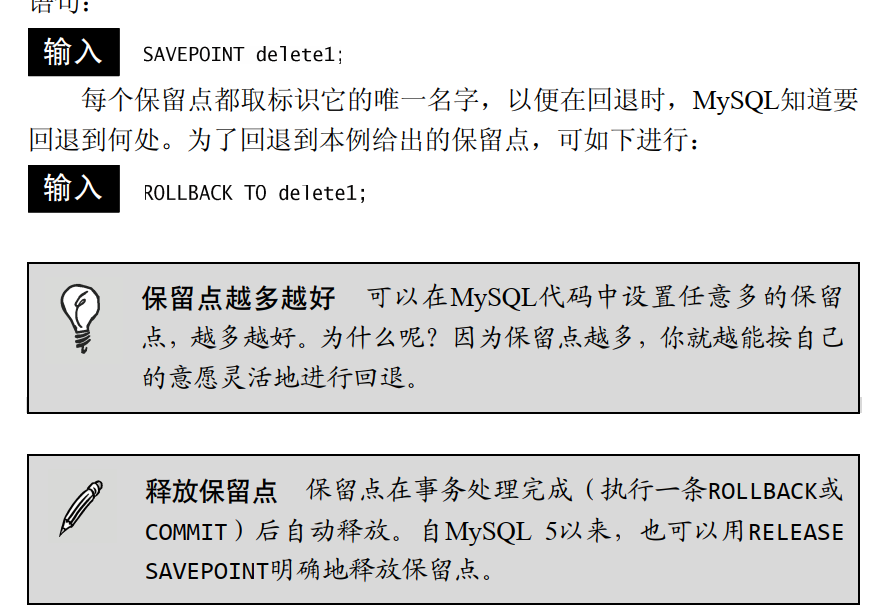 语句：
输入 SAVEPOINT delete1;
每个保留点都取标识它的唯一名字，以便在回退时，MySQL知道要
回退到何处。为了回退到本例给出的保留点，可如下进行：
输入 ROLLBACK TO delete1;
保留点越多越好 可以在MySQL代码中设置任意多的保留
点，越多越好。为什么呢？因为保留点越多，你就越能按自己
的意愿灵活地进行回退。
释放保留点 保留点在事务处理完成（执行一条ROLLBACK或
COMMIT）后自动释放。自MySQL 5以来，也可以用RELEASE
SAVEPOINT明确地释放保留点。